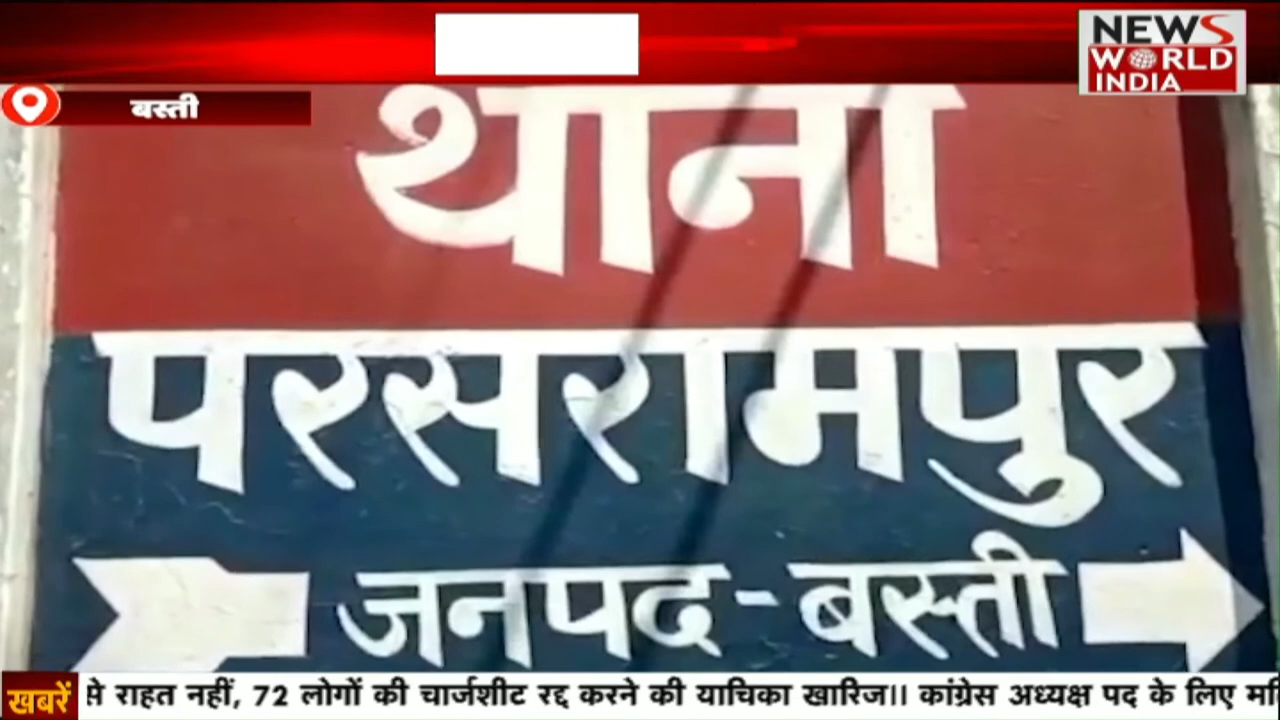 NEWS
WORLD
INDIA
बस्ती
थाना
परसरामपुर
जनपद-बस्ती
खबरें
से राहत नहीं, 72 लोगों की चार्जशीट रद्द करने की याचिका खारिज।। कांग्रेस अध्यक्ष पद के लिए